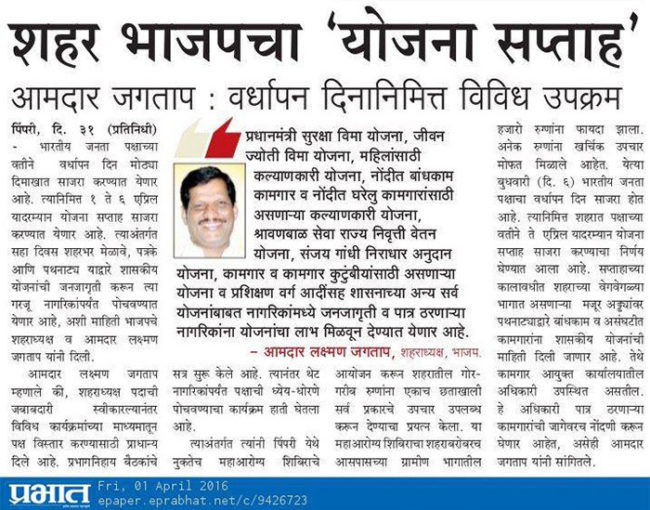 शहर भाजपचा ‘योजना सप्ताह’
आमदार जगताप : वर्धापन दिनानिमित्त विविध उपक्रम
पिंपरी, दि. ३१ (प्रतिनिधी)
- भारतीय जनता पक्षाच्या
वतीने वर्धापन दिन मोठ्या
दिमाखात साजरा करण्यात येणार
आहे. त्यानिमित्त १ ते ६ एप्रिल
यादरम्यान योजना सप्ताह साजरा
करण्यात येणार आहे. त्याअंतर्गत
सहा दिवस शहरभर मेळावे, पत्रके
आणि पथनाट्य याद्वारे शासकीय
योजनांची जनजागृती करून त्या
गरजू नागरिकांपर्यंत पोचवण्यात
येणार आहे, अशी माहिती भाजपचे
शहराध्यक्ष व आमदार लक्ष्मण
जगताप यांनी दिली.
आमदार लक्ष्मण जगताप
म्हणाले की, शहराध्यक्ष पदाची
जबाबदारी स्वीकारल्यानंतर
विविध कार्यक्रमांच्या माध्यमातून
पक्ष विस्तार करण्यासाठी प्राधान्य
दिले आहे. प्रभागनिहाय बैठकांचे
प्रधानमंत्री सुरक्षा विमा योजना, जीवन
ज्योती विमा योजना, महिलांसाठी
कल्याणकारी योजना, नोंदीत बांधकाम
कामगार व नोंदीत घरेलु कामगारांसाठी
असणाऱ्या कल्याणकारी योजना,
श्रावणबाळ सेवा राज्य निवृत्ती वेतन
योजना, संजय गांधी निराधार अनुदान
योजना, कामगार व कामगार कुटुंबीयांसाठी असणाऱ्या
योजना व प्रशिक्षण वर्ग आर्दीसह शासनाच्या अन्य सर्व
योजनांबाबत नागरिकांमध्ये जनजागृती व पात्र ठरणाऱ्या
नागरिकांना योजनांचा लाभ मिळवून देण्यात येणार आहे.
– आमदार लक्ष्मण जगताप, शहराध्यक्ष, भाजप.
सत्र सुरू केले आहे. त्यानंतर थेट
नागरिकांपर्यंत पक्षाची ध्येय-धोरणे
पोचवण्याचा कार्यक्रम हाती घेतला
आहे.
त्याअंतर्गत त्यांनी पिंपरी येथे
नुकतेच महाआरोग्य शिबिराचे
आयोजन करून शहरातील गोर-
गरीब रुग्णांना एकाच छताखाली
सर्व प्रकारचे उपचार उपलब्ध
करून देण्याचा प्रयत्न केला. या
महाआरोग्य शिबिराचा शहराबरोबरच
आसपासच्या ग्रामीण भागातील
हजारो रुग्णांना फायदा झाला.
अनेक रुग्णांना खर्चिक उपचार
मोफत मिळाले आहेत. येत्या
बुधवारी (दि. ६) भारतीय जनता
पक्षाचा वर्धापन दिन साजरा होत
आहे. त्यानिमित्त शहरात पक्षाच्या
वतीने ते एप्रिल यादरम्यान योजना
सप्ताह साजरा करण्याचा निर्णय
घेण्यात आला आहे. सप्ताहाच्या
कालावधीत शहराच्या वेगवेगळ्या
भागात असणाऱ्या मजूर अड्ड्यांवर
पथनाट्याद्वारे बांधकाम व असंघटीत
कामगारांना शासकीय योजनांची
माहिती दिली जाणार आहे. तेथे
कामगार आयुक्त कार्यालयातील
अधिकारी उपस्थित असतील.
हे अधिकारी पात्र ठरणाऱ्या
कामगारांची जागेवरच नोंदणी करून
घेणार आहेत, असेही आमदार
जगताप यांनी सांगितले.
प्रभात
Fri, 01 April 2016
epaper.eprabhat.net/c/9426723